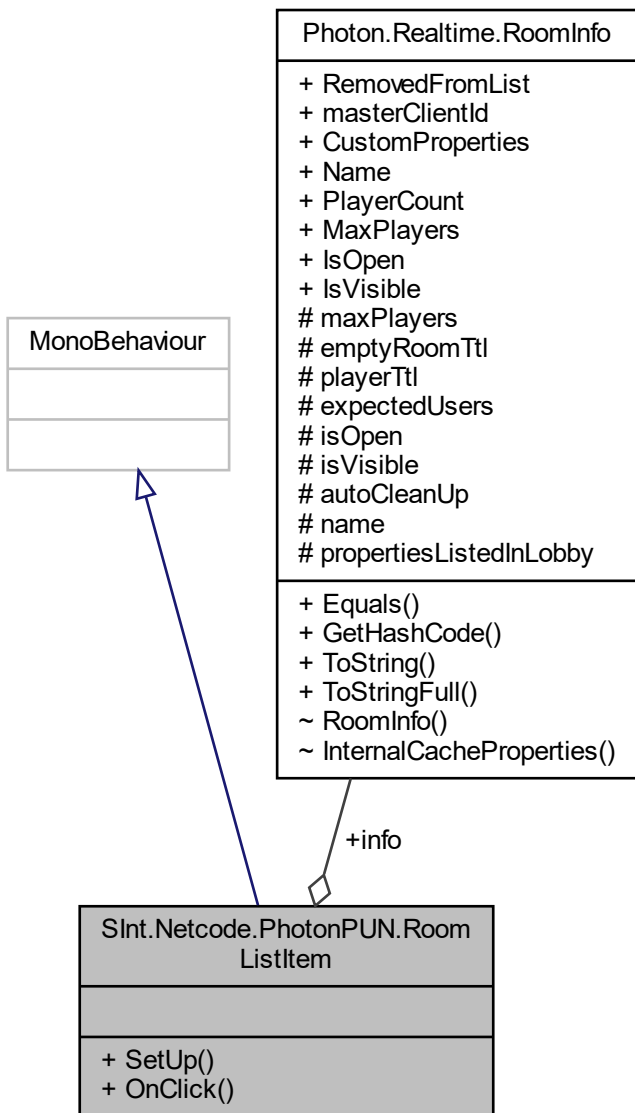 Photon.Realtime.RoomInfo
+ RemovedFromList
+ masterClientId
+ CustomProperties
+ Name
+ PlayerCount
+ MaxPlayers
+ IsOpen
+ IsVisible
# maxPlayers
# emptyRoomTtl
# playerTtl
# expectedUsers
# isOpen
# isVisible
# autoCleanUp
# name
# propertiesListedInLobby
+ Equals()
+ GetHashCode()
+ ToString()
+ ToStringFull()
~ RoomInfo()
~ InternalCacheProperties()
MonoBehaviour
+info
SInt.Netcode.PhotonPUN.Room
ListItem
+ SetUp()
+ OnClick()